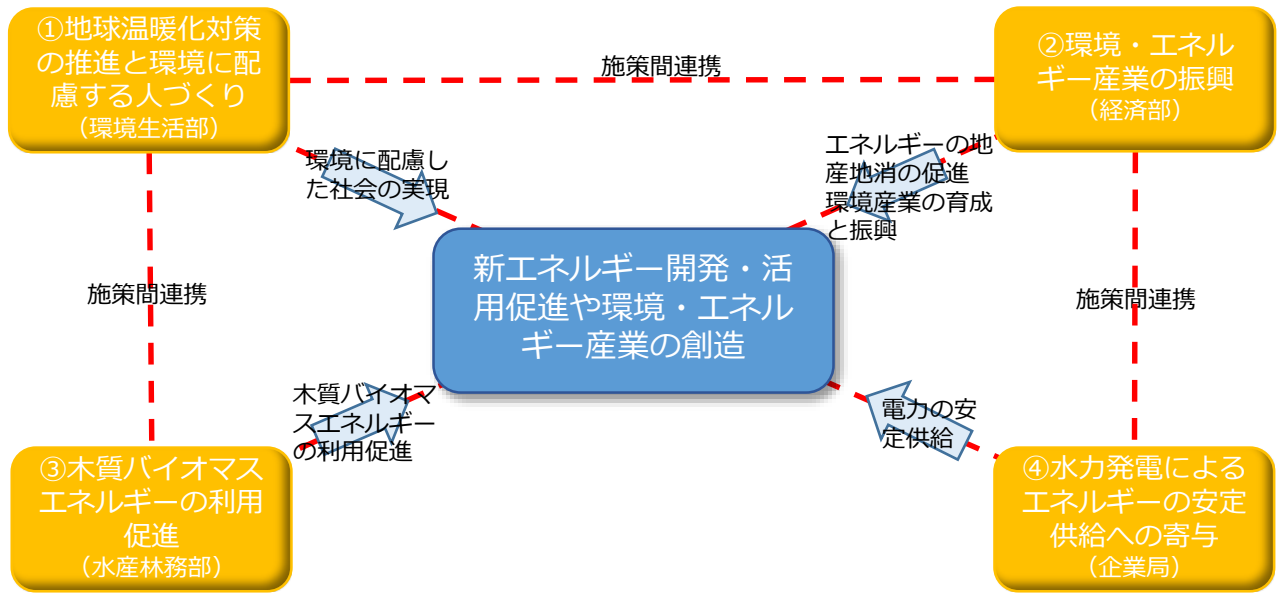 ①地球温暖化対策
の推進と環境に配
慮する人づくり
（環境生活部）
施策間連携
②環境・エネル
ギー産業の振興
（経済部）
環境に配慮し
た社会の実現
エネルギーの地
産地消の促進
環境産業の育成
と振興
新エネルギー開発・活
用促進や環境・エネル
ギー産業の創造
施策間連携
施策間連携
木質バイオマ
スエネルギー
の利用促進
電力の安
定供給
③木質バイオマス
エネルギーの利用
促進
（水産林務部）
④水力発電による
エネルギーの安定
供給への寄与
（企業局）